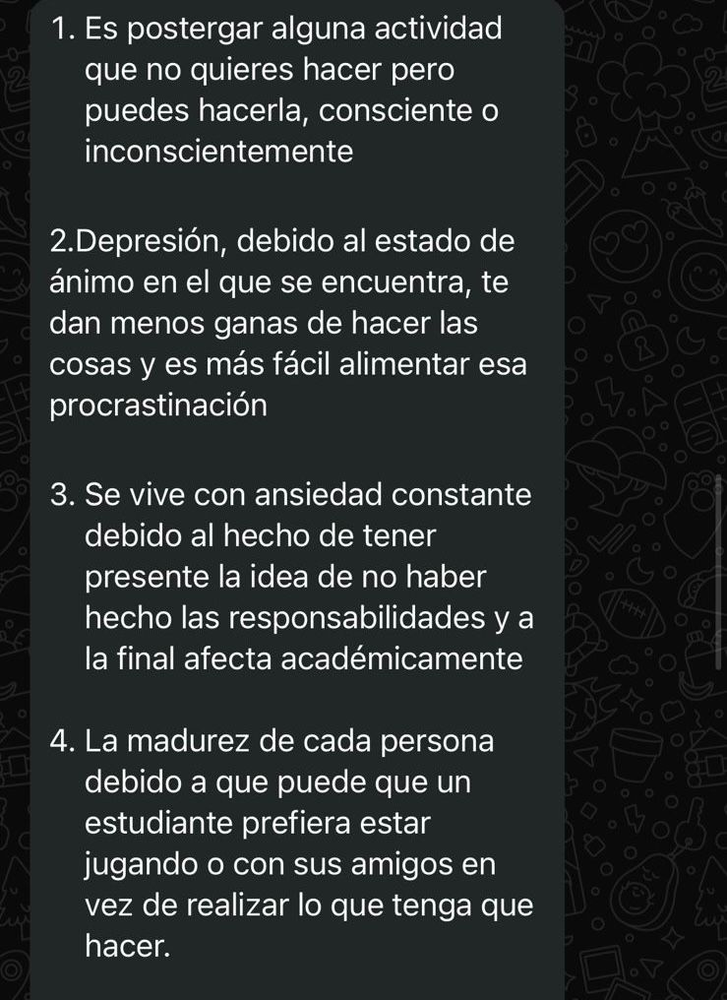 1. Es postergar alguna actividad
que no quieres hacer pero
puedes hacerla, consciente o
inconscientemente
2.Depresión, debido al estado de
ánimo en el que se encuentra, te
dan menos ganas de hacer las
cosas y es más fácil alimentar esa
procrastinación
3. Se vive con ansiedad constante
debido al hecho de tener
presente la idea de no haber
hecho las responsabilidades y a
la final afecta académicamente
4. La madurez de cada persona
debido a que puede que un
estudiante prefiera estar
jugando o con sus amigos en
vez de realizar lo que tenga que
hacer.